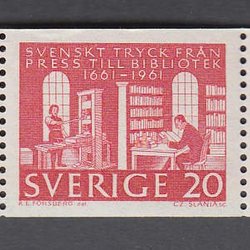 SVENSKT TRYCK FRÅN
PRESS TILL BIBLIOTEK
1661-1961
SVERIGE 20
K.E. FORSBERG del. CZ. SLANIA sc.